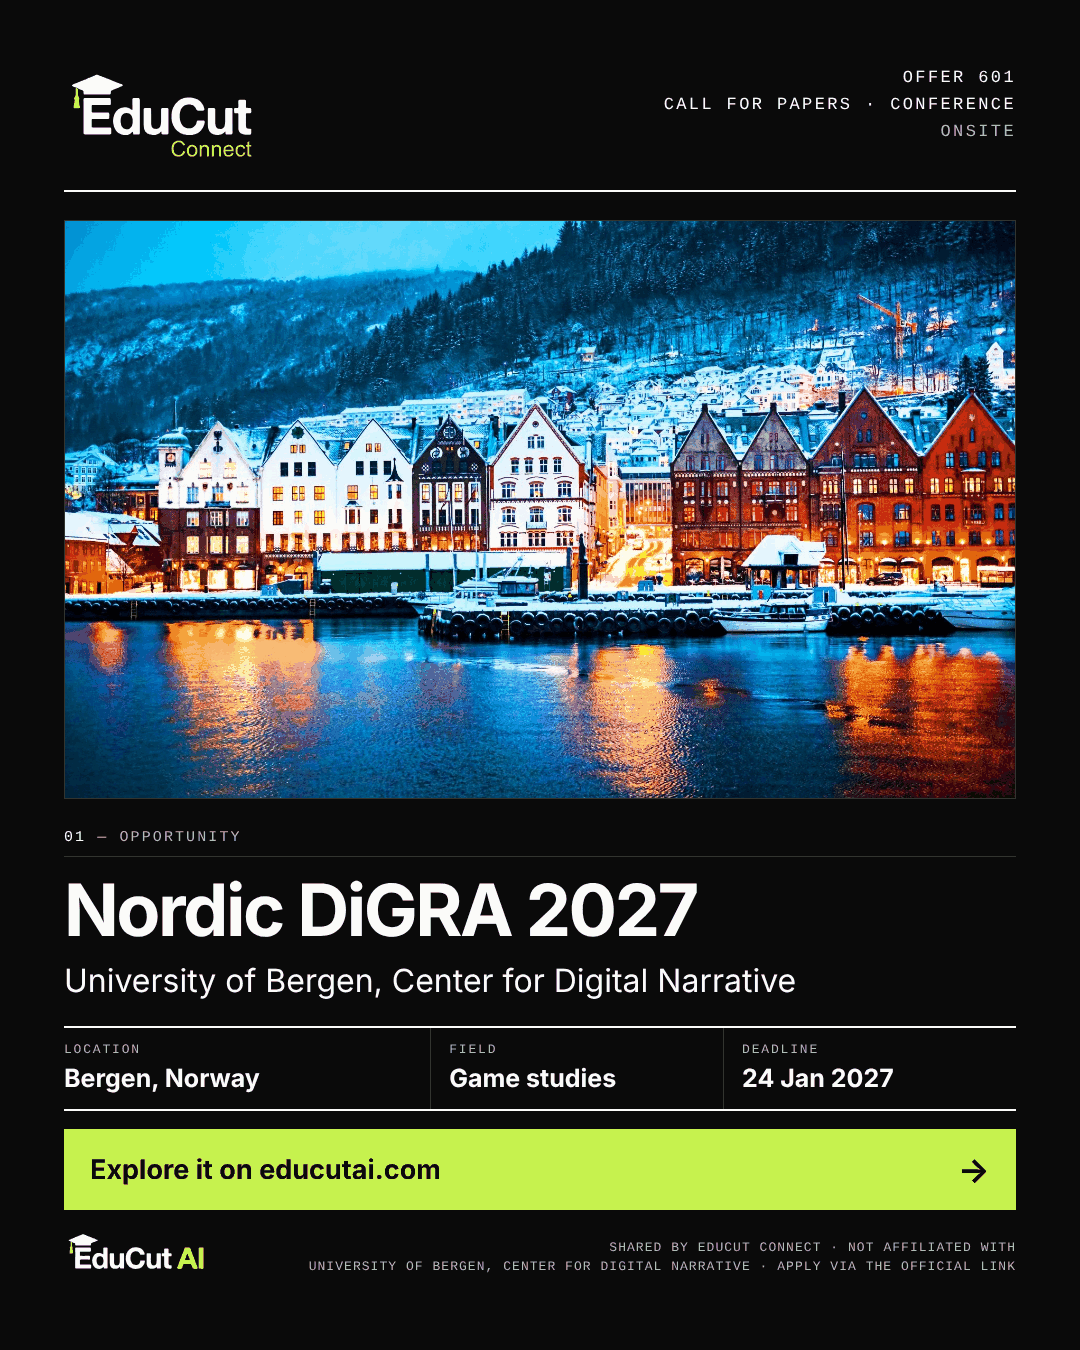 EduCut
Connect
OFFER 601
CALL FOR PAPERS · CONFERENCE
ONSITE
01 — OPPORTUNITY
Nordic DiGRA 2027
University of Bergen, Center for Digital Narrative
LOCATION
Bergen, Norway
FIELD
Game studies
DEADLINE
24 Jan 2027
Explore it on educutai.com →
EduCut AI
SHARED BY EDUCUT CONNECT · NOT AFFILIATED WITH
UNIVERSITY OF BERGEN, CENTER FOR DIGITAL NARRATIVE · APPLY VIA THE OFFICIAL LINK